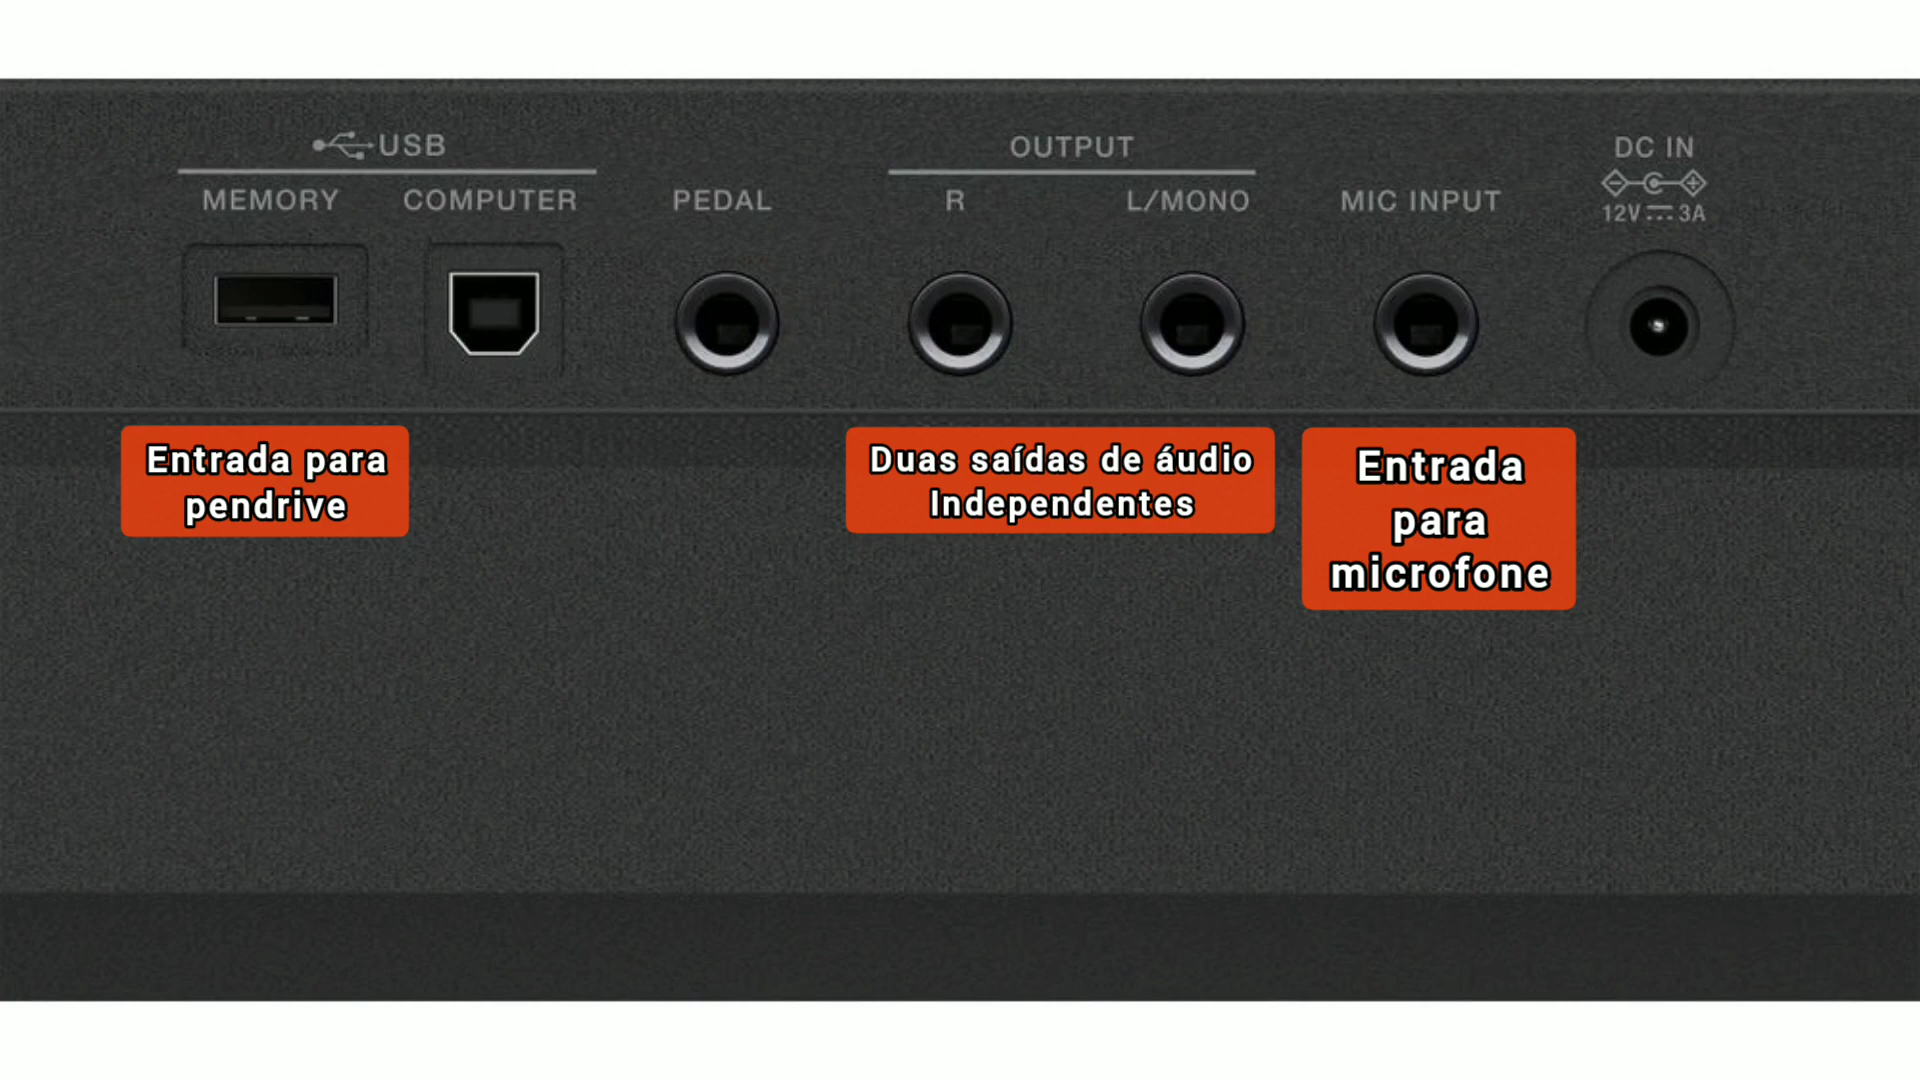 USB
MEMORY COMPUTER
PEDAL
OUTPUT
R L/MONO
MIC INPUT
DC IN
12V 3A
Entrada para
pendrive
Duas saídas de áudio
Independentes
Entrada
para
microfone